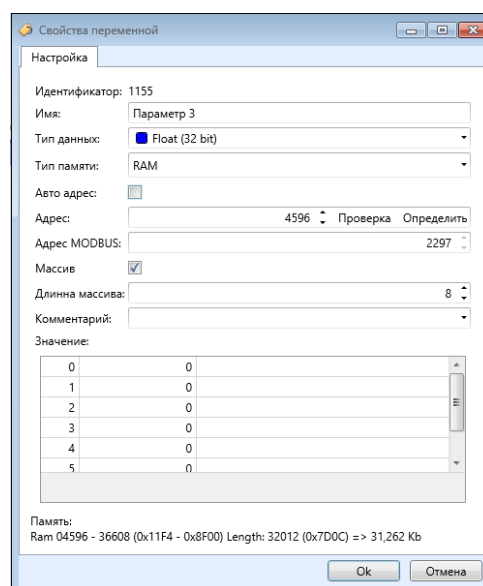 Свойства переменной
Настройка
Идентификатор: 1155
Имя: Параметр 3
Тип данных: Float (32 bit)
Тип памяти: RAM
Авто адрес:
Адрес: 4596 Проверка Определить
Адрес MODBUS: 2297
Массив
Длинна массива: 8
Комментарий:
Значение:
0 0
1 0
2 0
3 0
4 0
5 0
Память:
Ram 04596 - 36608 (0x11F4 - 0x8F00) Length: 32012 (0x7D0C) => 31,262 Kb
Ok Отмена